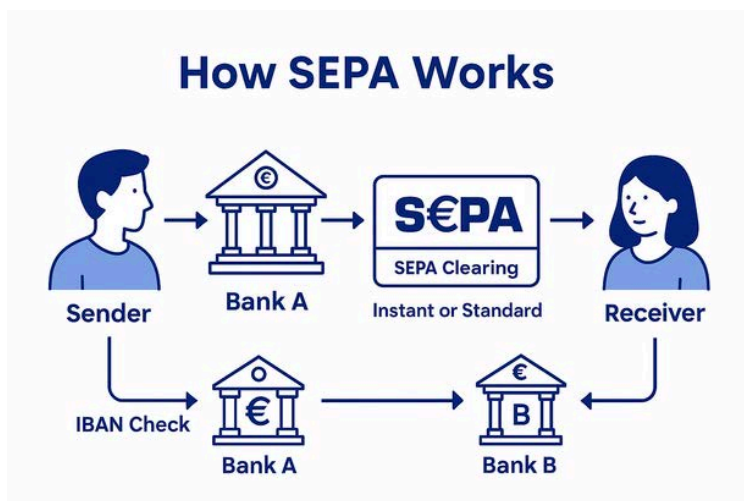 How SEPA Works
€
S€PA
SEPA Clearing
Sender
Bank A
Instant or Standard
Receiver
IBAN Check
€
Bank A
€
B
Bank B